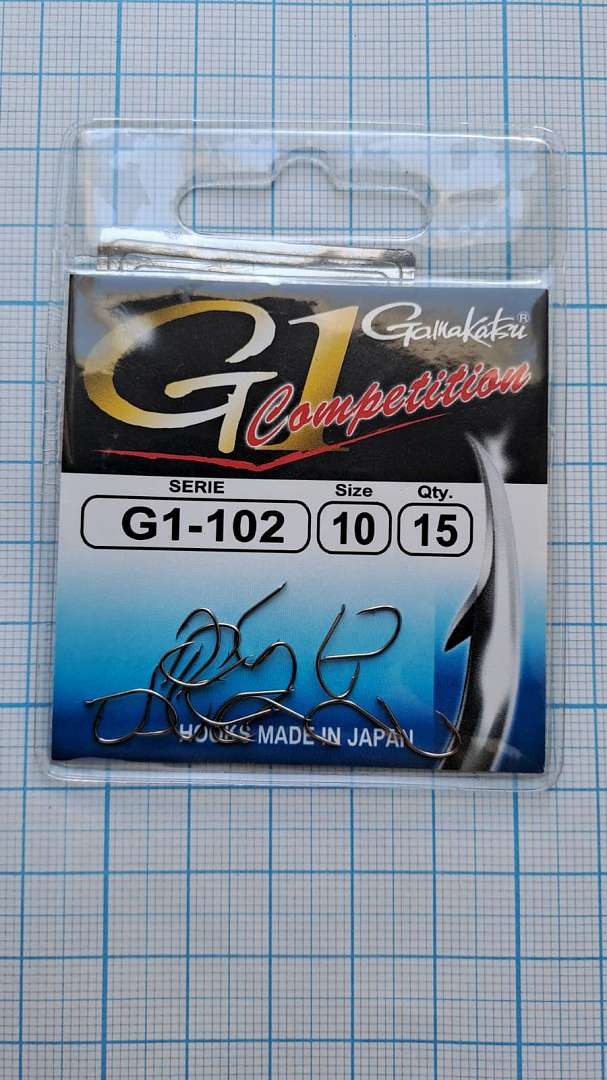 G1 Gamakatsu®
Competition
SERIE Size Qty.
G1-102 10 15
HOOKS MADE IN JAPAN